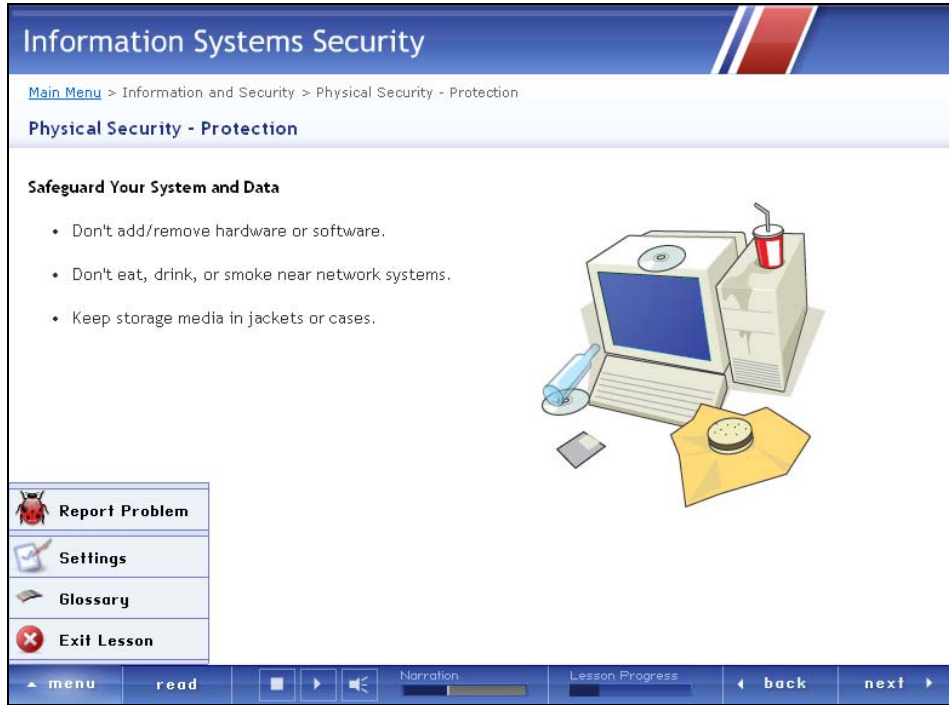 Information Systems Security
Main Menu > Information and Security > Physical Security - Protection
Physical Security - Protection
Safeguard Your System and Data
• Don't add/remove hardware or software.
• Don't eat, drink, or smoke near network systems.
• Keep storage media in jackets or cases.
Report Problem
Settings
Glossary
Exit Lesson
menu
read
Narration
Lesson Progress
back
next